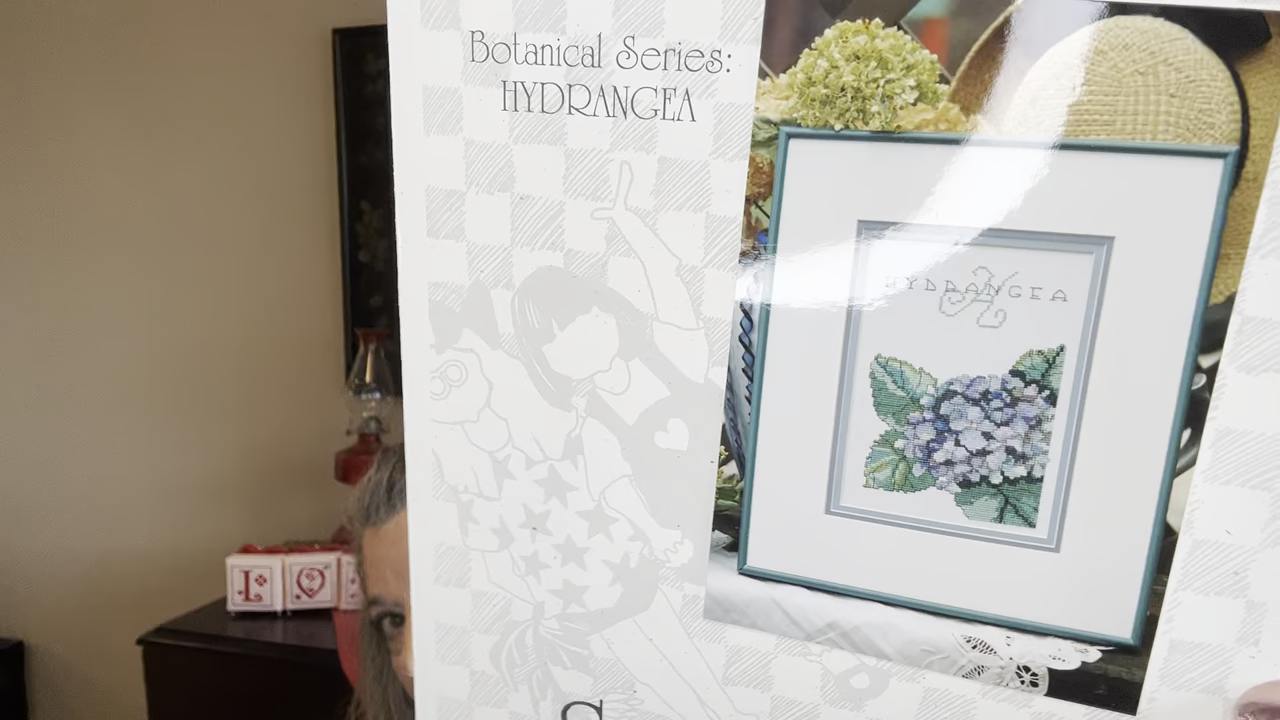 Botanical Series:
HYDRANGEA
HYDRANGEA
H
S
L